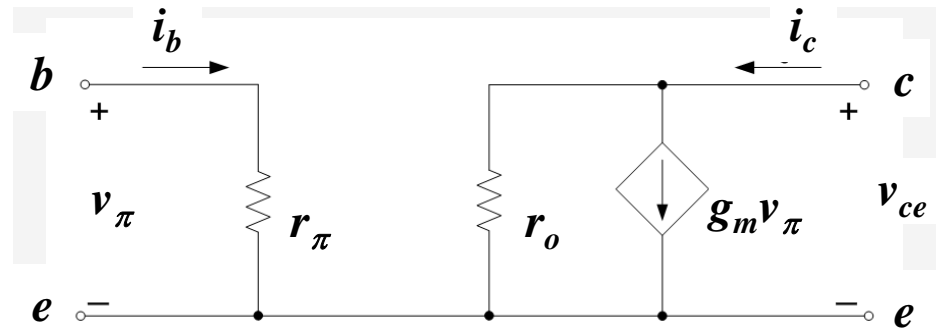 i_b i_c
b c
+ +
v_π r_π r_o g_m v_π v_ce
e − − e